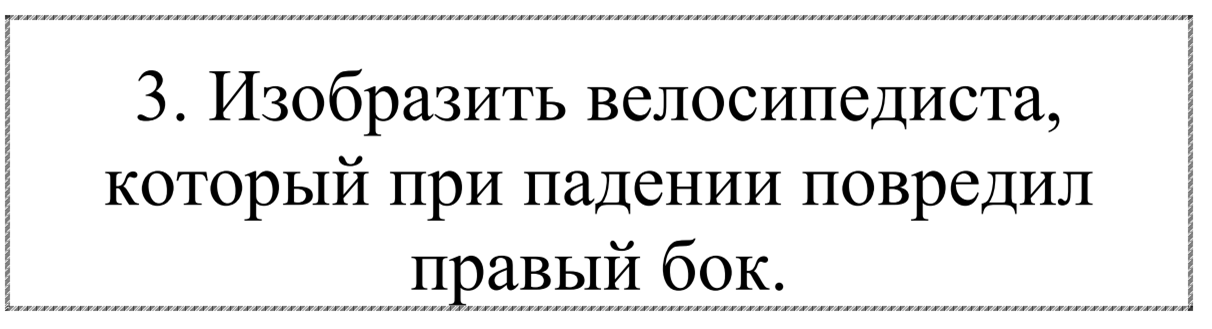 3. Изобразить велосипедиста,
который при падении повредил
правый бок.